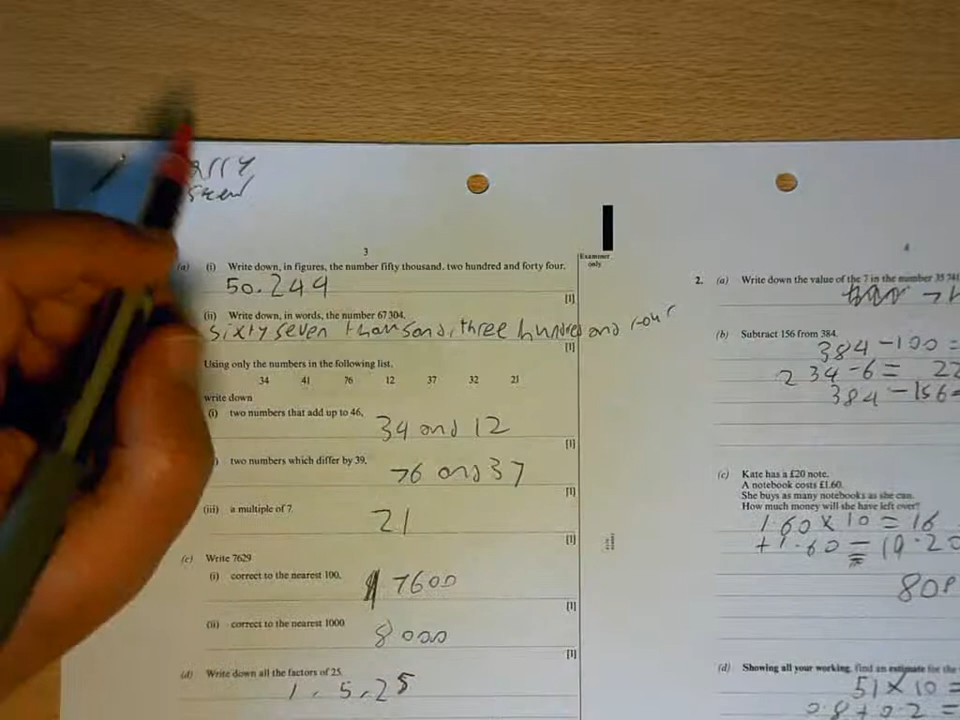 3
Examiner only
(a) (i) Write down, in figures, the number fifty thousand, two hundred and forty four.
50.244
[1]
(ii) Write down, in words, the number 67 304.
sixty seven thousand, three hundred and four
[1]
Using only the numbers in the following list,
34 41 76 12 37 32 21
write down
(i) two numbers that add up to 46,
34 and 12
[1]
two numbers which differ by 39,
76 and 37
[1]
(iii) a multiple of 7.
21
[1]
(c) Write 7629
(i) correct to the nearest 100,
7600
[1]
(ii) correct to the nearest 1000
8000
[1]
(d) Write down all the factors of 25.
1, 5, 25
4
2. (a) Write down the value of the 7 in the number 35
(b) Subtract 156 from 384.
384 - 100 =
234 - 6 = 22
384 - 156 =
(c) Kate has a £20 note.
A notebook costs £1.60.
She buys as many notebooks as she can.
How much money will she have left over?
1.60 x 10 = 16
+ 1.60 = 19.20
80p
(d) Showing all your working, find an estimate for the
51 x 10 =
0.8 + 0.2 =